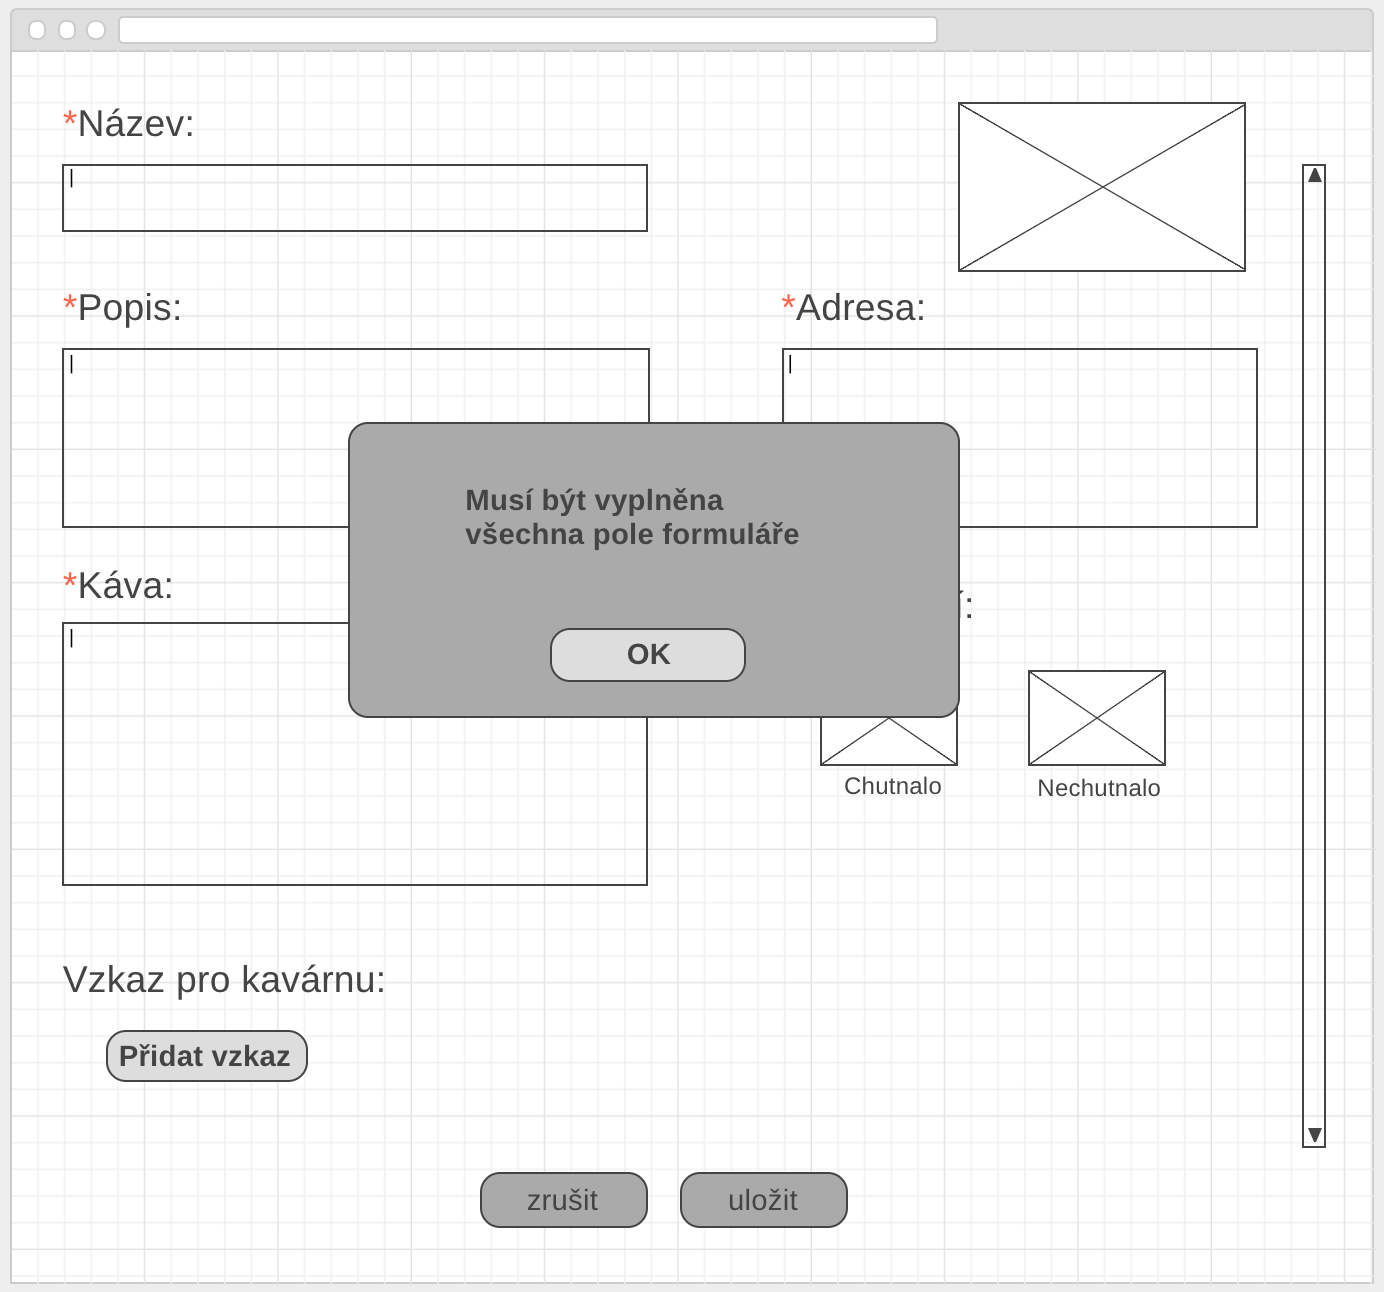 *Název:
*Popis:
*Adresa:
Musí být vyplněna
všechna pole formuláře
*Káva:
í:
OK
Chutnalo
Nechutnalo
Vzkaz pro kavárnu:
Přidat vzkaz
zrušit
uložit